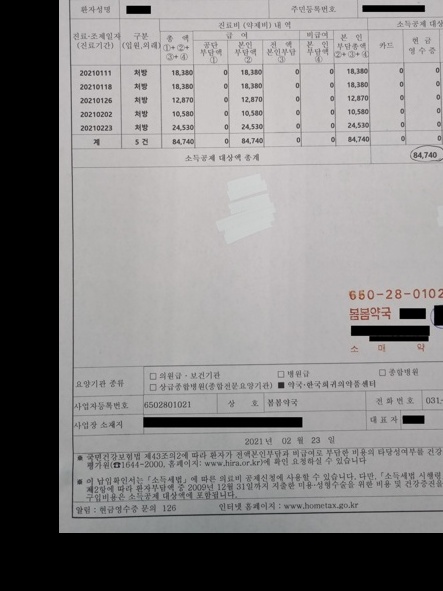 환자성명 주민등록번호
진료비 (약제비) 내 역 소득공제 대상
진료·조제일자 (진료기간) 구분 (입원,외래) 총 액 ①+②+③+④ 급 여 비급여 본 인 부담총액 ②+③+④ 카드 현 금 영 수 증
공단 부담액 ① 본인 부담액 ② 전 액 본인부담 ③ 본 인 부담액 ④
20210111 처방 18,380 0 18,380 0 0 18,380 0 0
20210118 처방 18,380 0 18,380 0 0 18,380 0 0
20210126 처방 12,870 0 12,870 0 0 12,870 0 0
20210202 처방 10,580 0 10,580 0 0 10,580 0 0
20210223 처방 24,530 0 24,530 0 0 24,530 0 0
계 5 건 84,740 0 84,740 0 0 84,740 0 0
소득공제 대상액 총계 84,740
650-28-0102
봄봄약국
소 매 약
요양기관 종류 □ 의원급·보건기관 □ 병원급 □ 종합병원
□ 상급종합병원(종합전문요양기관) ■ 약국·한국희귀의약품센터
사업자등록번호 6502801021 상 호 봄봄약국 전 화 번 호 031-
사업장 소재지 대 표 자
2021 년 02 월 23 일
※ 국민건강보험법 제43조의2에 따라 환자가 전액본인부담과 비급여로 부담한 비용의 타당성여부를 건강
평가원(☎1644-2000, 홈페이지: www.hira.or.kr)에 확인 요청하실 수 있습니다
※ 이 납입확인서는「소득세법」에 따른 의료비 공제신청에 사용할 수 있습니다. 다만,「소득세법 시행령
제2항에 따라 환자부담액 중 2009년 12월 31일까지 지출한 미용·성형수술을 위한 비용 및 건강증진을
구입비용은 소득공제 대상액에 포함됩니다.
알림 : 현금영수증 문의 126 인터넷 홈페이지 : www.hometax.go.kr